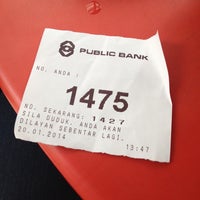 PUBLIC BANK
NO. ANDA :
1475
NO. SEKARANG: 1427
SILA DUDUK. ANDA AKAN
DILAYAN SEBENTAR LAGI.
20.01.2014 13:47